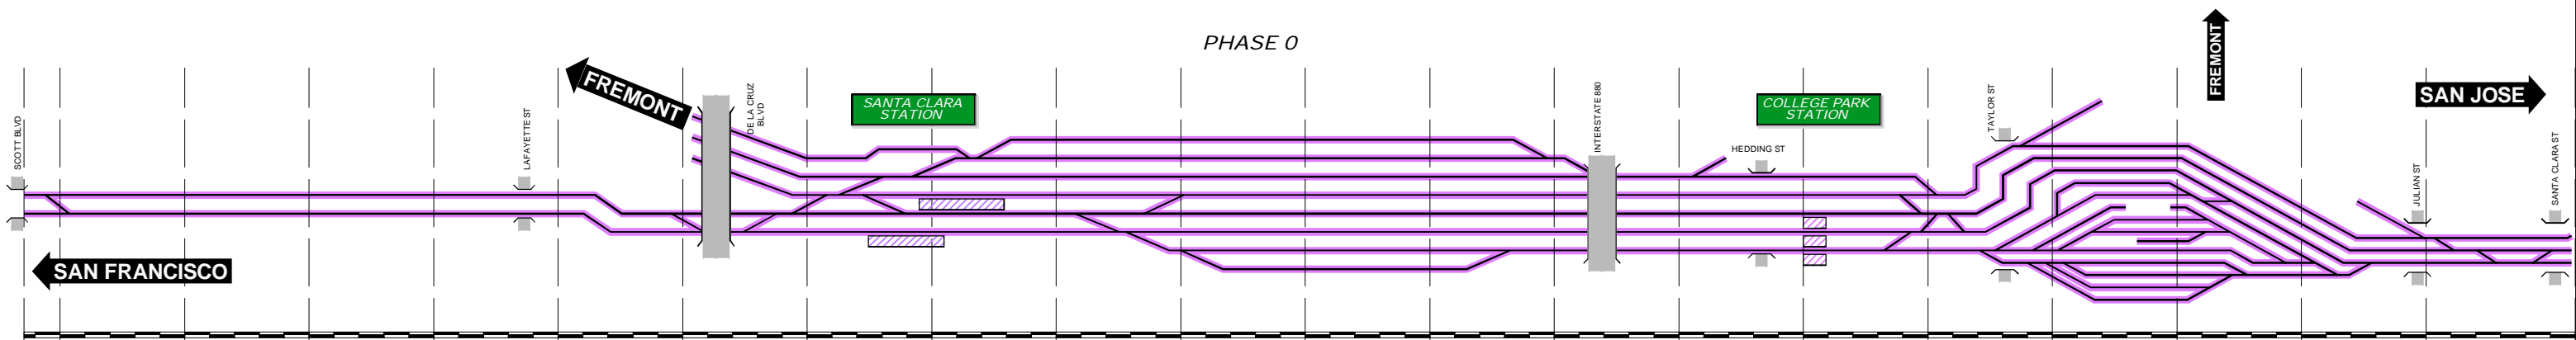 PHASE 0
SCOTT BLVD
LAFAYETTE ST
FREMONT
DE LA CRUZ
BLVD
SANTA CLARA
STATION
INTERSTATE 880
HEDDING ST
COLLEGE PARK
STATION
TAYLOR ST
FREMONT
SAN JOSE
JULIAN ST
SANTA CLARA ST
SAN FRANCISCO